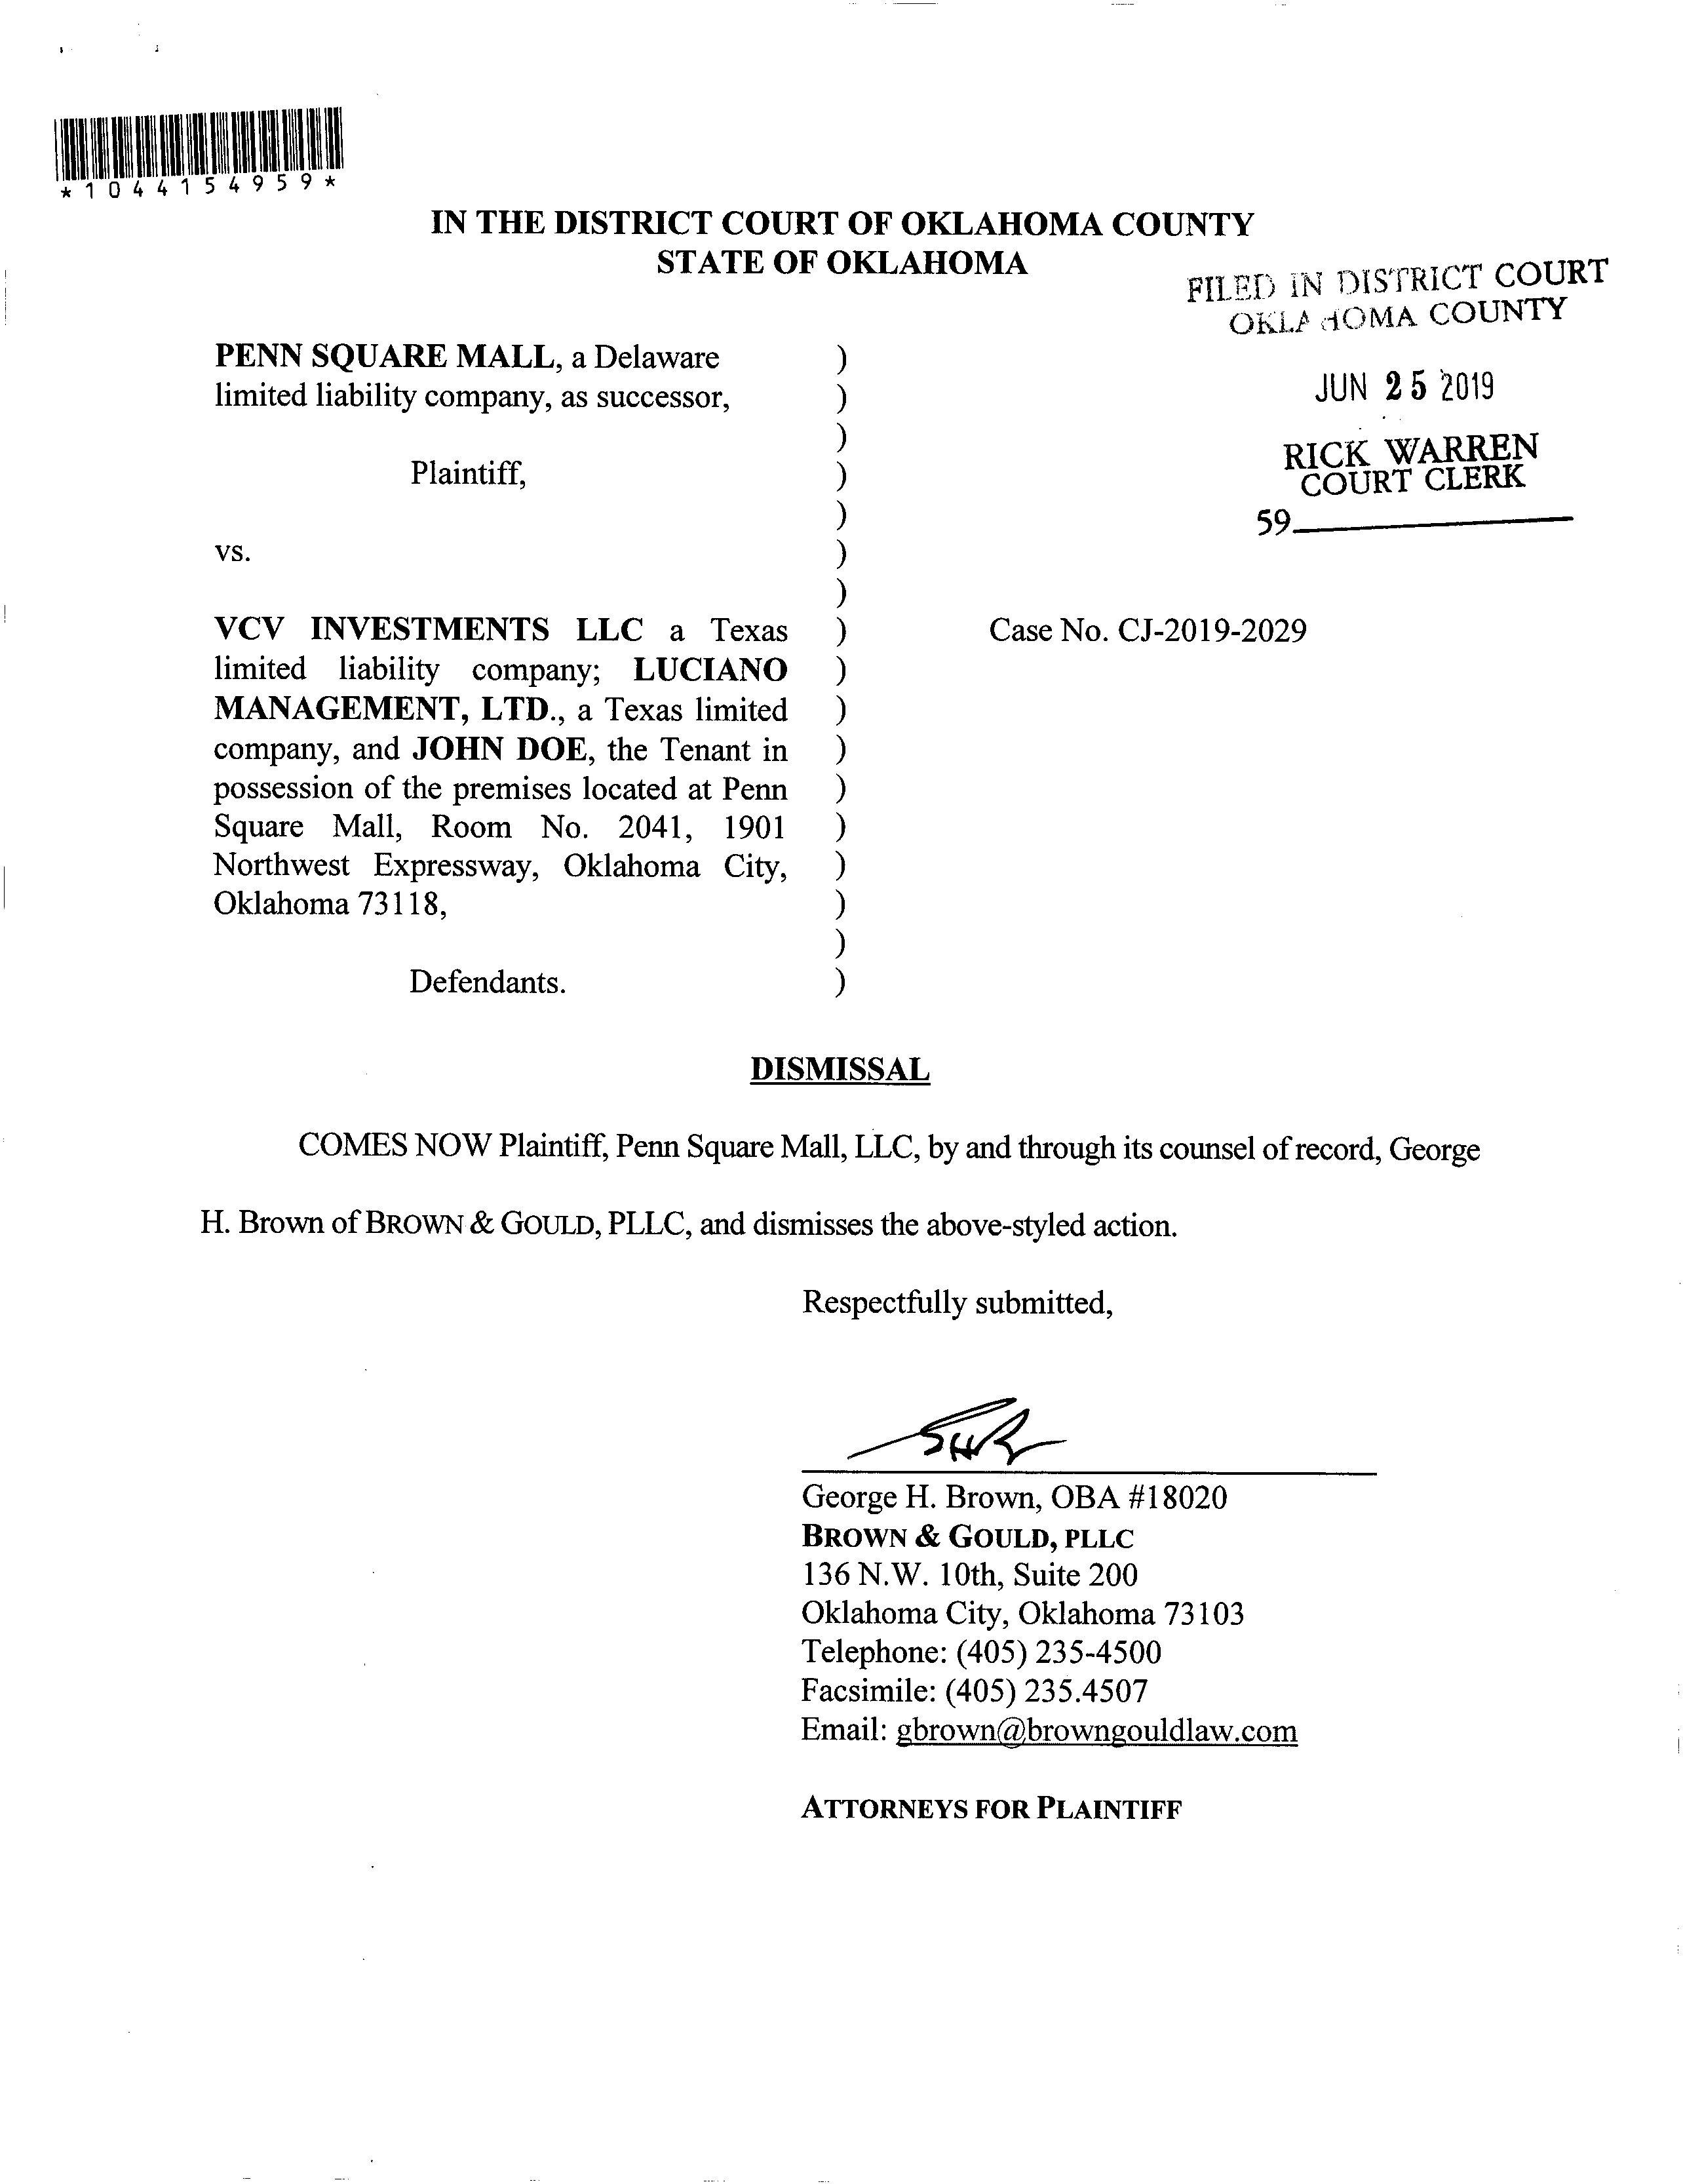 *1044154959*
IN THE DISTRICT COURT OF OKLAHOMA COUNTY
STATE OF OKLAHOMA
FILED IN DISTRICT COURT
OKLAHOMA COUNTY
JUN 25 2019
RICK WARREN
COURT CLERK
59
PENN SQUARE MALL, a Delaware )
limited liability company, as successor, )
)
Plaintiff, )
)
vs. )
)
VCV INVESTMENTS LLC a Texas ) Case No. CJ-2019-2029
limited liability company; LUCIANO )
MANAGEMENT, LTD., a Texas limited )
company, and JOHN DOE, the Tenant in )
possession of the premises located at Penn )
Square Mall, Room No. 2041, 1901 )
Northwest Expressway, Oklahoma City, )
Oklahoma 73118, )
)
Defendants. )
DISMISSAL
COMES NOW Plaintiff, Penn Square Mall, LLC, by and through its counsel of record, George
H. Brown of BROWN & GOULD, PLLC, and dismisses the above-styled action.
Respectfully submitted,
George H. Brown, OBA #18020
BROWN & GOULD, PLLC
136 N.W. 10th, Suite 200
Oklahoma City, Oklahoma 73103
Telephone: (405) 235-4500
Facsimile: (405) 235.4507
Email: gbrown@browngouldlaw.com
ATTORNEYS FOR PLAINTIFF